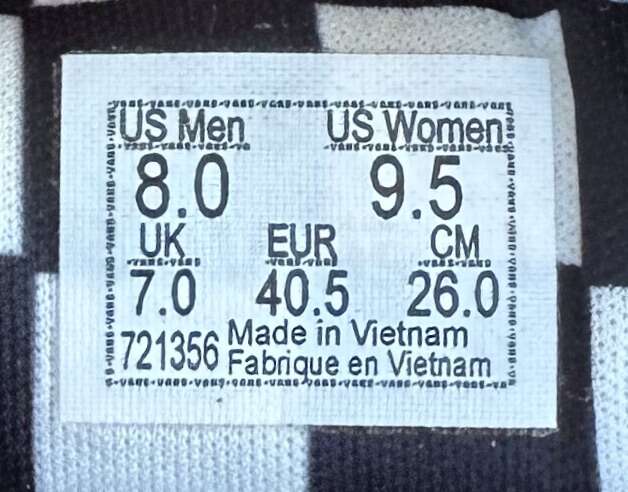 US Men US Women
8.0 9.5
UK EUR CM
7.0 40.5 26.0
721356 Made in Vietnam
Fabrique en Vietnam